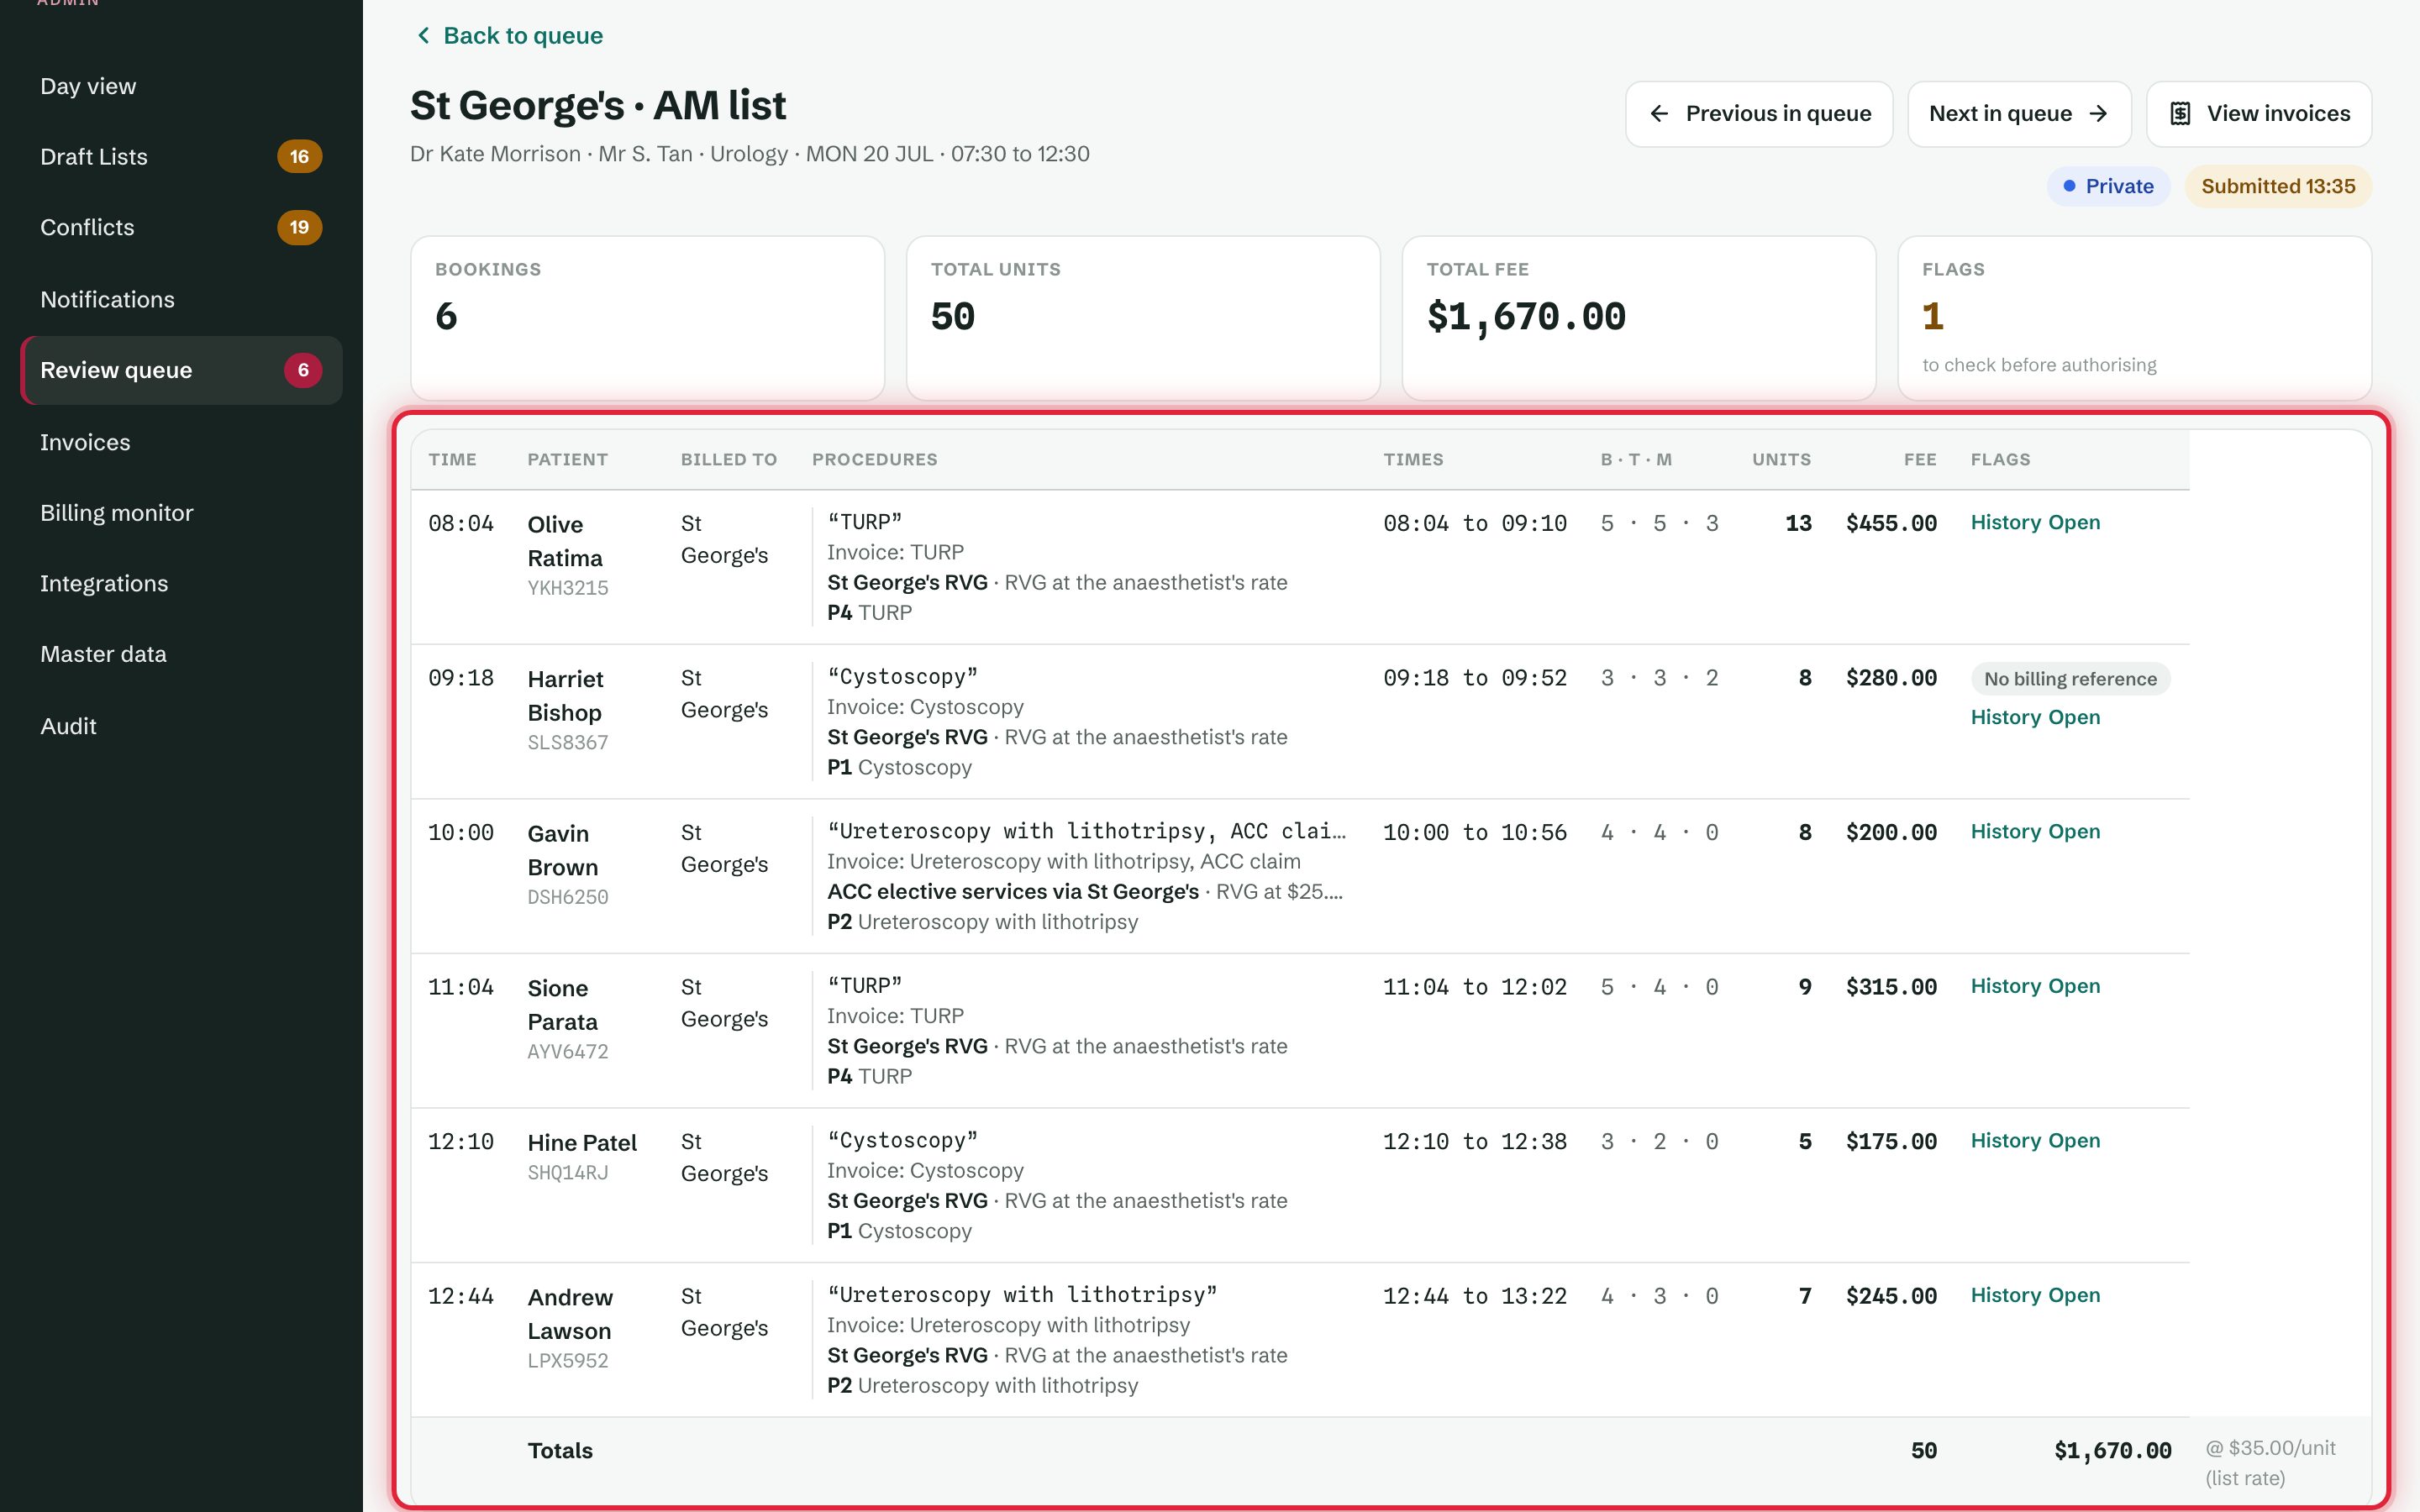 ADMIN
Day view
Draft Lists 16
Conflicts 19
Notifications
Review queue 6
Invoices
Billing monitor
Integrations
Master data
Audit
Back to queue
St George's · AM list
Dr Kate Morrison · Mr S. Tan · Urology · MON 20 JUL · 07:30 to 12:30
Previous in queue
Next in queue
View invoices
Private
Submitted 13:35
BOOKINGS
6
TOTAL UNITS
50
TOTAL FEE
$1,670.00
FLAGS
1
to check before authorising
TIME PATIENT BILLED TO PROCEDURES TIMES B · T · M UNITS FEE FLAGS
08:04 Olive Ratima YKH3215 St George's “TURP” 08:04 to 09:10 5 · 5 · 3 13 $455.00 History Open
Invoice: TURP
St George's RVG · RVG at the anaesthetist's rate
P4 TURP
09:18 Harriet Bishop SLS8367 St George's “Cystoscopy” 09:18 to 09:52 3 · 3 · 2 8 $280.00 No billing reference History Open
Invoice: Cystoscopy
St George's RVG · RVG at the anaesthetist's rate
P1 Cystoscopy
10:00 Gavin Brown DSH6250 St George's “Ureteroscopy with lithotripsy, ACC clai… 10:00 to 10:56 4 · 4 · 0 8 $200.00 History Open
Invoice: Ureteroscopy with lithotripsy, ACC claim
ACC elective services via St George's · RVG at $25.…
P2 Ureteroscopy with lithotripsy
11:04 Sione Parata AYV6472 St George's “TURP” 11:04 to 12:02 5 · 4 · 0 9 $315.00 History Open
Invoice: TURP
St George's RVG · RVG at the anaesthetist's rate
P4 TURP
12:10 Hine Patel SHQ14RJ St George's “Cystoscopy” 12:10 to 12:38 3 · 2 · 0 5 $175.00 History Open
Invoice: Cystoscopy
St George's RVG · RVG at the anaesthetist's rate
P1 Cystoscopy
12:44 Andrew Lawson LPX5952 St George's “Ureteroscopy with lithotripsy” 12:44 to 13:22 4 · 3 · 0 7 $245.00 History Open
Invoice: Ureteroscopy with lithotripsy
St George's RVG · RVG at the anaesthetist's rate
P2 Ureteroscopy with lithotripsy
Totals 50 $1,670.00 @ $35.00/unit
(list rate)